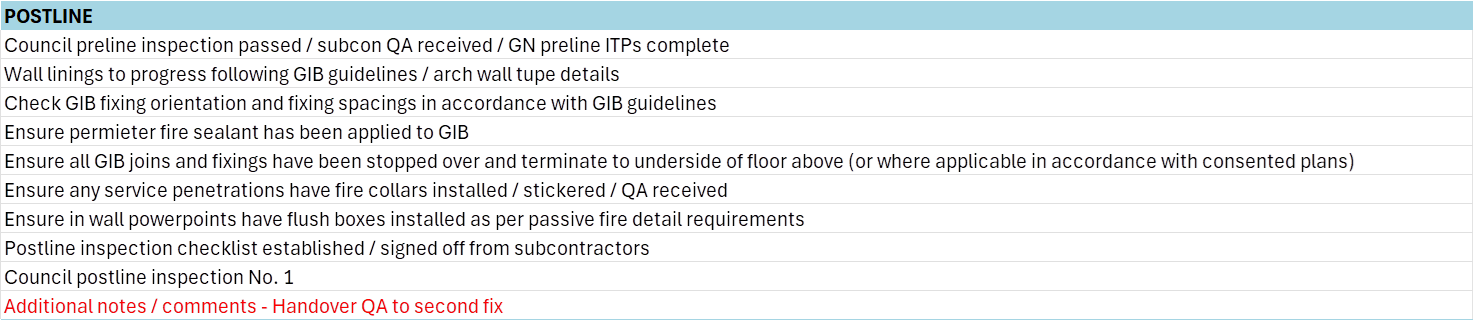 POSTLINE
Council preline inspection passed / subcon QA received / GN preline ITPs complete
Wall linings to progress following GIB guidelines / arch wall tupe details
Check GIB fixing orientation and fixing spacings in accordance with GIB guidelines
Ensure permieter fire sealant has been applied to GIB
Ensure all GIB joins and fixings have been stopped over and terminate to underside of floor above (or where applicable in accordance with consented plans)
Ensure any service penetrations have fire collars installed / stickered / QA received
Ensure in wall powerpoints have flush boxes installed as per passive fire detail requirements
Postline inspection checklist established / signed off from subcontractors
Council postline inspection No. 1
Additional notes / comments - Handover QA to second fix